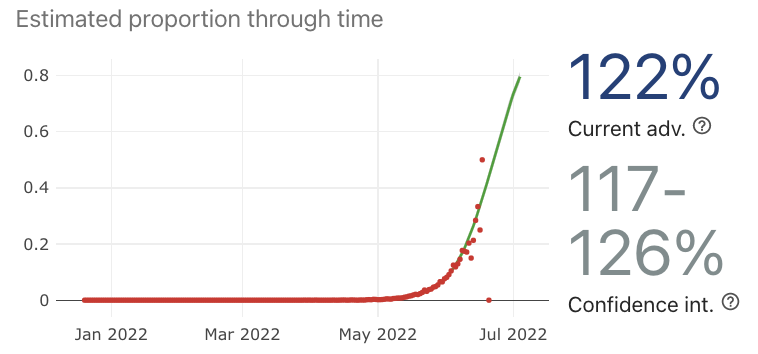 Estimated proportion through time
0.8
0.6
0.4
0.2
0
Jan 2022
Mar 2022
May 2022
Jul 2022
122%
Current adv. ?
117-
126%
Confidence int. ?